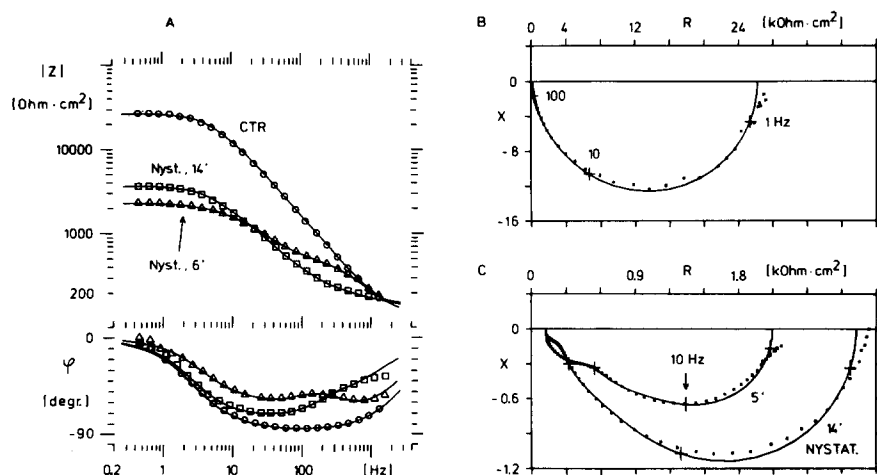 A
|Z|
[Ohm·cm²]
10000
1000
200
CTR
Nyst., 14'
Nyst., 6'
0
φ
[degr.]
-90
0.2 1 10 100 [Hz]
B
0 4 12 R 24 [kOhm·cm²]
0
X
-8
-16
100
10
1 Hz
C
0 0.9 R 1.8 [kOhm·cm²]
0
X
-0.6
-1.2
10 Hz
5'
14'
NYSTAT.